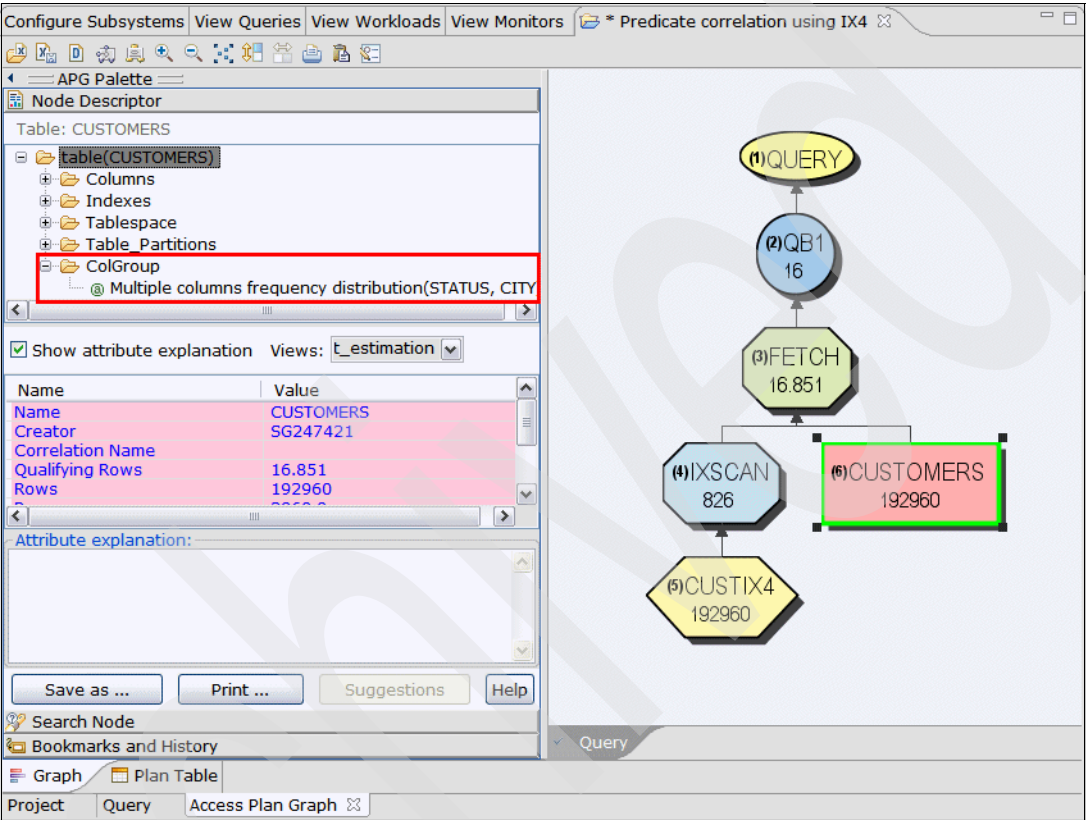 Configure Subsystems View Queries View Workloads View Monitors * Predicate correlation using IX4
APG Palette
Node Descriptor
Table: CUSTOMERS
table(CUSTOMERS)
Columns
Indexes
Tablespace
Table_Partitions
ColGroup
Multiple columns frequency distribution(STATUS, CITY
Show attribute explanation Views: t_estimation
Name Value
Name CUSTOMERS
Creator SG247421
Correlation Name
Qualifying Rows 16.851
Rows 192960
Attribute explanation:
Save as ... Print ... Suggestions Help
Search Node
Bookmarks and History
Graph Plan Table
Project Query Access Plan Graph
(1)QUERY
(2)QB1
16
(3)FETCH
16.851
(4)IXSCAN
826
(6)CUSTOMERS
192960
(5)CUSTIX4
192960
Query